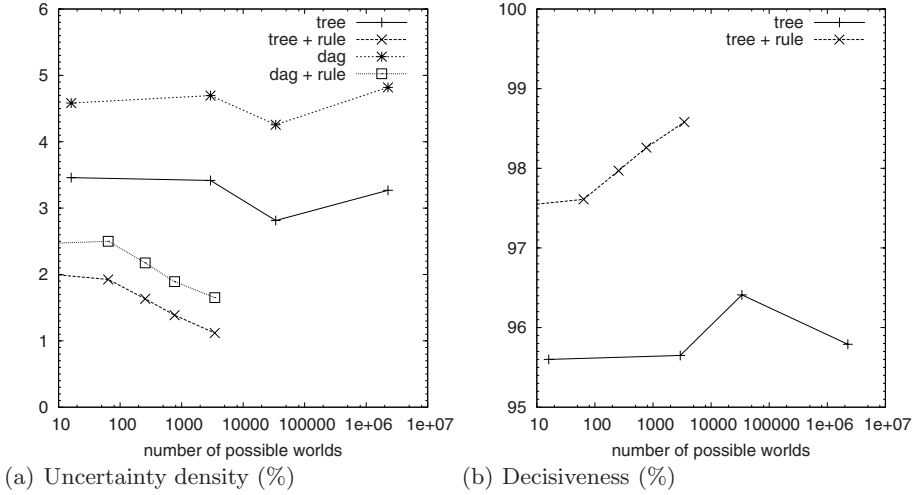 6
5
4
3
2
1
0
10 100 1000 10000 100000 1e+06 1e+07
number of possible worlds
tree
tree + rule
dag
dag + rule
(a) Uncertainty density (%)
100
99
98
97
96
95
10 100 1000 10000 100000 1e+06 1e+07
number of possible worlds
tree
tree + rule
(b) Decisiveness (%)